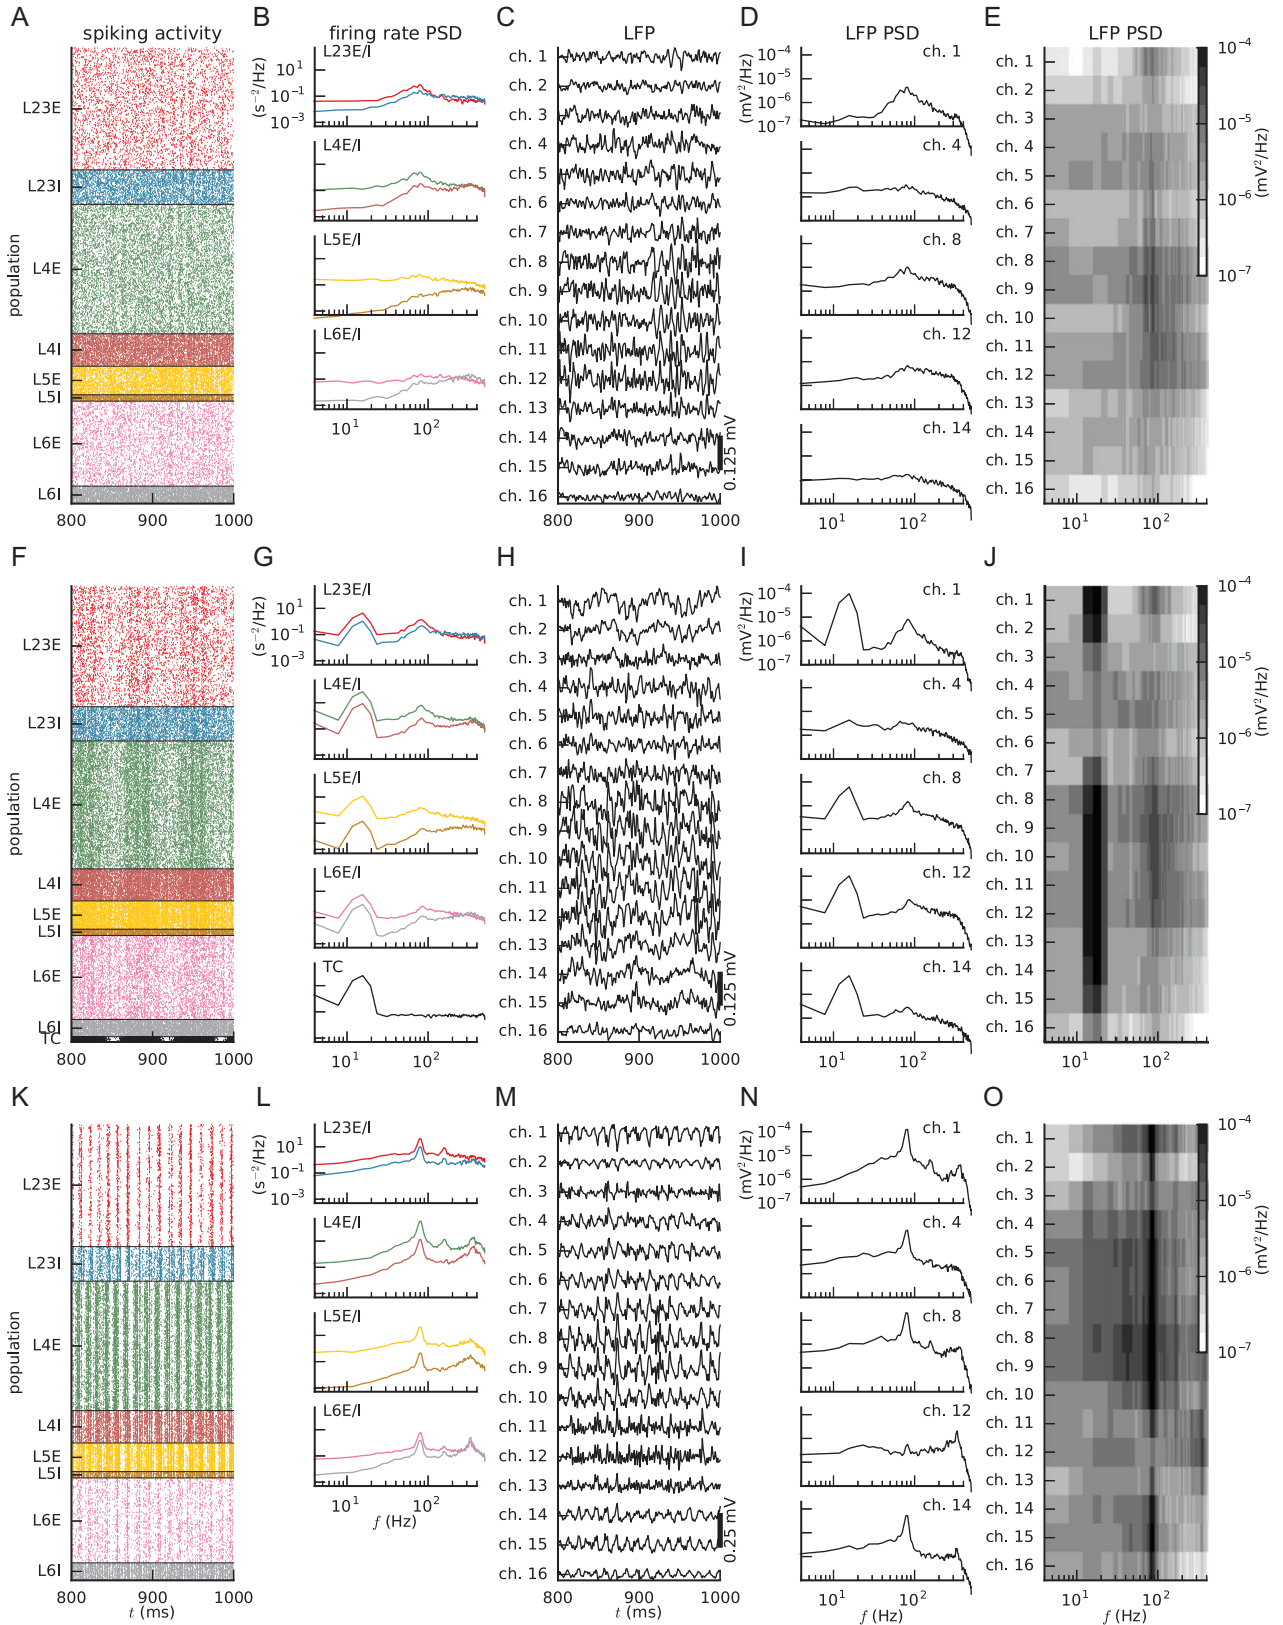 A B C D E
spiking activity firing rate PSD LFP LFP PSD LFP PSD
population
L23E
L23I
L4E
L4I
L5E
L5I
L6E
L6I
800 900 1000
(s⁻²/Hz)
10¹
10⁻¹
10⁻³
L23E/I
L4E/I
L5E/I
L6E/I
10¹ 10²
ch. 1
ch. 2
ch. 3
ch. 4
ch. 5
ch. 6
ch. 7
ch. 8
ch. 9
ch. 10
ch. 11
ch. 12
ch. 13
ch. 14
ch. 15
ch. 16
0.125 mV
800 900 1000
(mV²/Hz)
10⁻⁴
10⁻⁵
10⁻⁶
10⁻⁷
ch. 1
ch. 4
ch. 8
ch. 12
ch. 14
10¹ 10²
ch. 1
ch. 2
ch. 3
ch. 4
ch. 5
ch. 6
ch. 7
ch. 8
ch. 9
ch. 10
ch. 11
ch. 12
ch. 13
ch. 14
ch. 15
ch. 16
10¹ 10²
10⁻⁴
10⁻⁵
10⁻⁶
10⁻⁷
(mV²/Hz)
F G H I J
population
L23E
L23I
L4E
L4I
L5E
L5I
L6E
L6I
TC
800 900 1000
(s⁻²/Hz)
10¹
10⁻¹
10⁻³
L23E/I
L4E/I
L5E/I
L6E/I
TC
10¹ 10²
ch. 1
ch. 2
ch. 3
ch. 4
ch. 5
ch. 6
ch. 7
ch. 8
ch. 9
ch. 10
ch. 11
ch. 12
ch. 13
ch. 14
ch. 15
ch. 16
0.125 mV
800 900 1000
(mV²/Hz)
10⁻⁴
10⁻⁵
10⁻⁶
10⁻⁷
ch. 1
ch. 4
ch. 8
ch. 12
ch. 14
10¹ 10²
ch. 1
ch. 2
ch. 3
ch. 4
ch. 5
ch. 6
ch. 7
ch. 8
ch. 9
ch. 10
ch. 11
ch. 12
ch. 13
ch. 14
ch. 15
ch. 16
10¹ 10²
10⁻⁴
10⁻⁵
10⁻⁶
10⁻⁷
(mV²/Hz)
K L M N O
population
L23E
L23I
L4E
L4I
L5E
L5I
L6E
L6I
800 900 1000
t (ms)
(s⁻²/Hz)
10¹
10⁻¹
10⁻³
L23E/I
L4E/I
L5E/I
L6E/I
10¹ 10²
f (Hz)
ch. 1
ch. 2
ch. 3
ch. 4
ch. 5
ch. 6
ch. 7
ch. 8
ch. 9
ch. 10
ch. 11
ch. 12
ch. 13
ch. 14
ch. 15
ch. 16
0.25 mV
800 900 1000
t (ms)
(mV²/Hz)
10⁻⁴
10⁻⁵
10⁻⁶
10⁻⁷
ch. 1
ch. 4
ch. 8
ch. 12
ch. 14
10¹ 10²
f (Hz)
ch. 1
ch. 2
ch. 3
ch. 4
ch. 5
ch. 6
ch. 7
ch. 8
ch. 9
ch. 10
ch. 11
ch. 12
ch. 13
ch. 14
ch. 15
ch. 16
10¹ 10²
f (Hz)
10⁻⁴
10⁻⁵
10⁻⁶
10⁻⁷
(mV²/Hz)